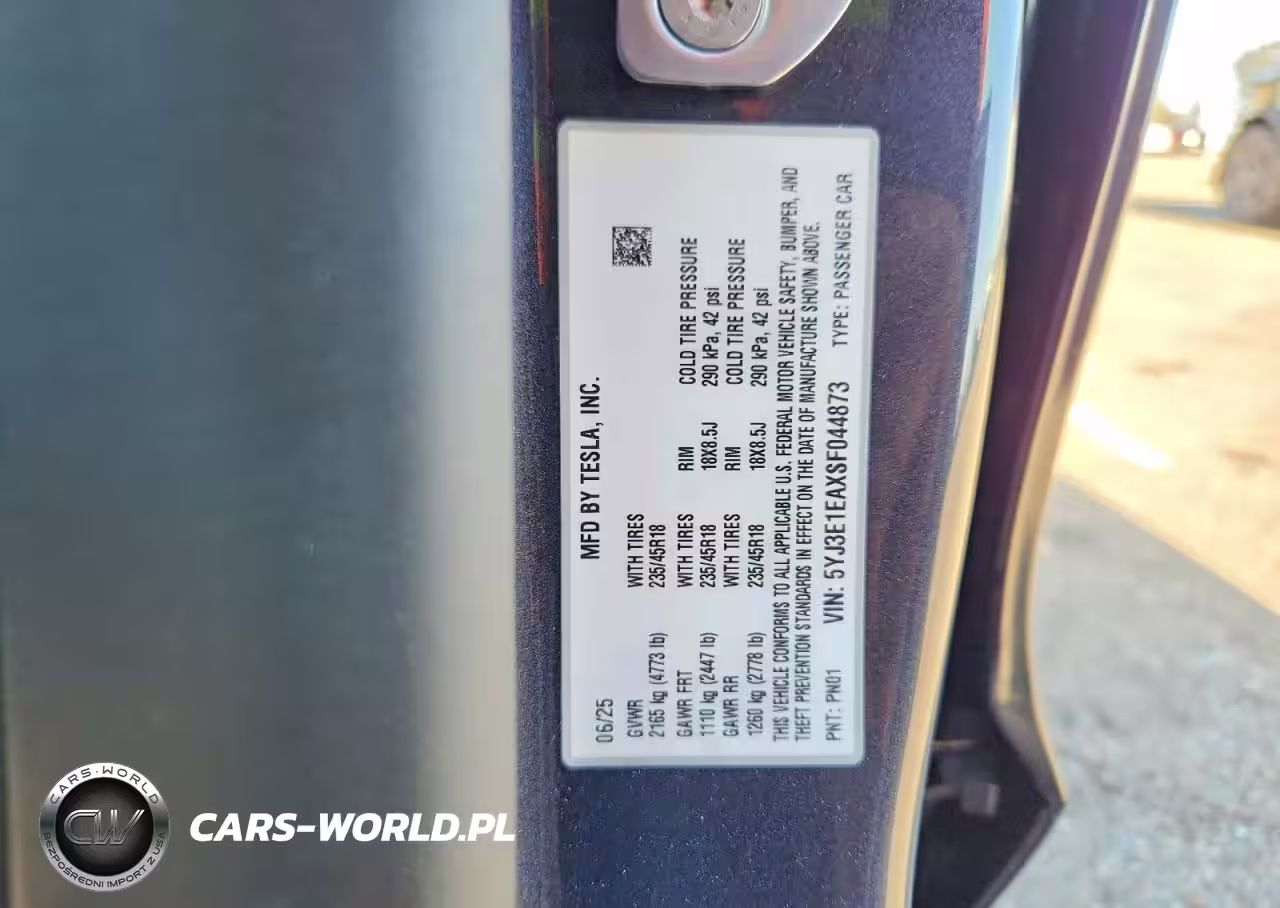 06/25 MFD BY TESLA, INC.
GVWR WITH TIRES
2165 kg (4773 lb) 235/45R18
GAWR FRT WITH TIRES RIM COLD TIRE PRESSURE
1110 kg (2447 lb) 235/45R18 18X8.5J 290 kPa, 42 psi
GAWR RR WITH TIRES RIM COLD TIRE PRESSURE
1260 kg (2778 lb) 235/45R18 18X8.5J 290 kPa, 42 psi
THIS VEHICLE CONFORMS TO ALL APPLICABLE U.S. FEDERAL MOTOR VEHICLE SAFETY, BUMPER, AND
THEFT PREVENTION STANDARDS IN EFFECT ON THE DATE OF MANUFACTURE SHOWN ABOVE.
PNT: PN01 VIN: 5YJ3E1EAXSF044873 TYPE: PASSENGER CAR
CARS-WORLD
CW
BEZPOŚREDNI IMPORT Z USA
CARS-WORLD.PL